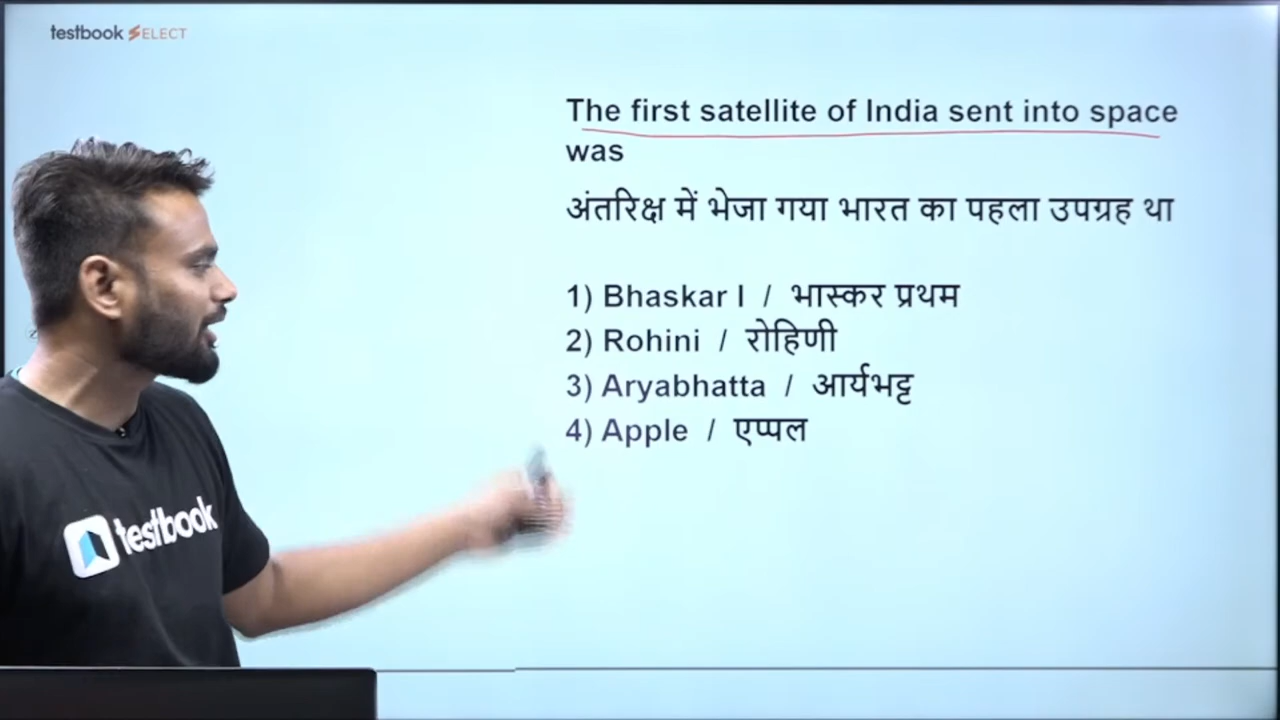 testbook SELECT
The first satellite of India sent into space
was
अंतरिक्ष में भेजा गया भारत का पहला उपग्रह था
1) Bhaskar I / भास्कर प्रथम
2) Rohini / रोहिणी
3) Aryabhatta / आर्यभट्ट
4) Apple / एप्पल
testbook